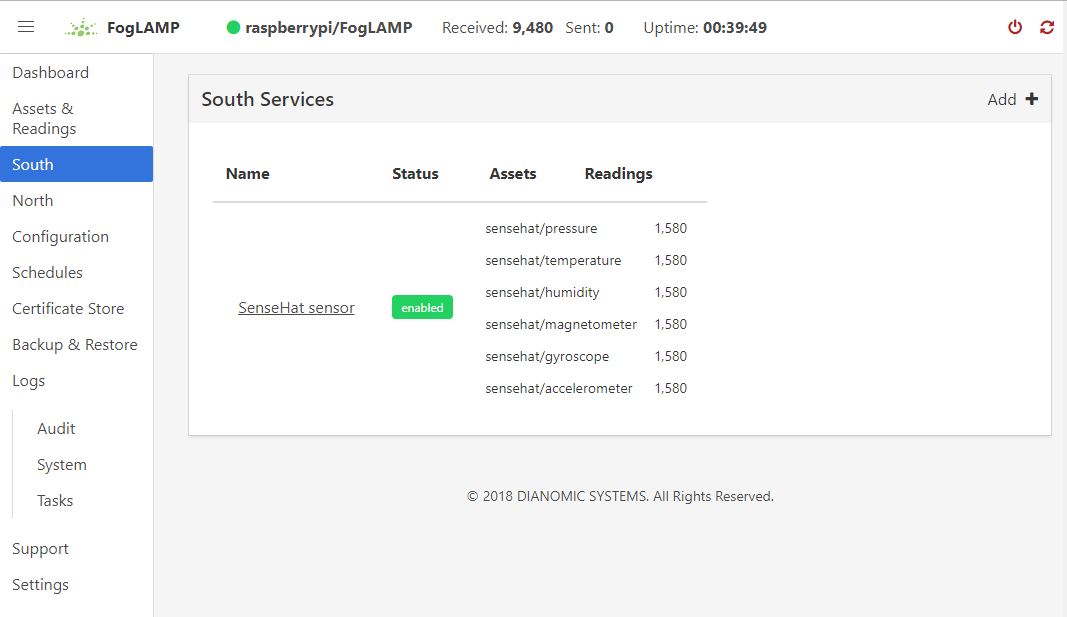 FogLAMP
raspberrypi/FogLAMP Received: 9,480 Sent: 0 Uptime: 00:39:49
Dashboard
Assets &
Readings
South
North
Configuration
Schedules
Certificate Store
Backup & Restore
Logs
Audit
System
Tasks
Support
Settings
South Services
Add
Name Status Assets Readings
SenseHat sensor enabled
sensehat/pressure 1,580
sensehat/temperature 1,580
sensehat/humidity 1,580
sensehat/magnetometer 1,580
sensehat/gyroscope 1,580
sensehat/accelerometer 1,580
© 2018 DIANOMIC SYSTEMS. All Rights Reserved.